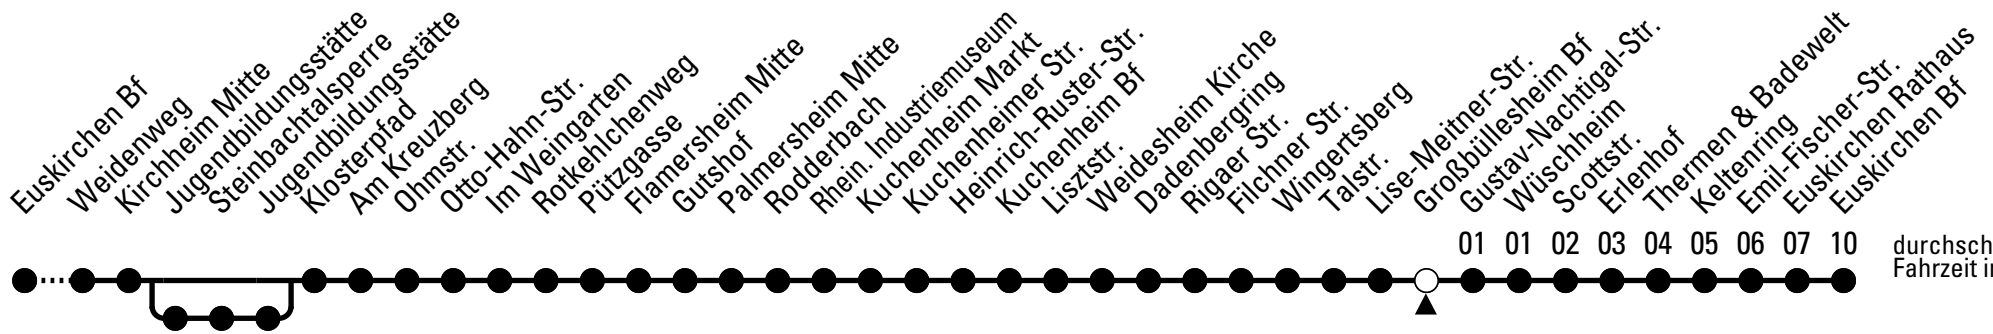 Euskirchen Bf
Weidenweg
Kirchheim Mitte
Jugendbildungsstätte
Steinbachtalsperre
Jugendbildungsstätte
Klosterpfad
Am Kreuzberg
Ohmstr.
Otto-Hahn-Str.
Im Weingarten
Rotkehlchenweg
Pützgasse
Flamersheim Mitte
Gutshof
Palmersheim Mitte
Rodderbach
Rhein. Industriemuseum
Kuchenheim Markt
Kuchenheimer Str.
Heinrich-Ruster-Str.
Kuchenheim Bf
Lisztstr.
Weidesheim Kirche
Dadenbergring
Rigaer Str.
Filchner Str.
Wingertsberg
Talstr.
Lise-Meitner-Str.
Großbüllesheim Bf
Gustav-Nachtigal-Str.
Wüschheim
Scottstr.
Erlenhof
Thermen & Badewelt
Keltenring
Emil-Fischer-Str.
Euskirchen Rathaus
Euskirchen Bf
01 01 02 03 04 05 06 07 10
durchsch
Fahrzeit i